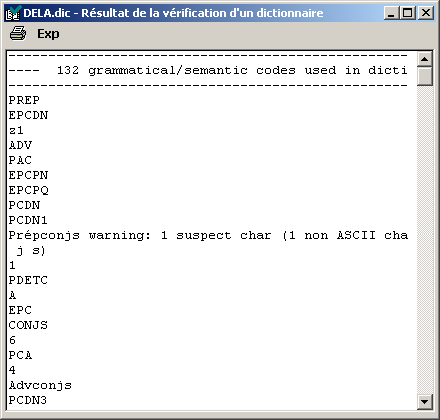 DELA.dic - Résultat de la vérification d'un dictionnaire
Exp
--------------------------------------------------------
----  132 grammatical/semantic codes used in dicti
--------------------------------------------------------
PREP
EPCDN
z1
ADV
PAC
EPCPN
EPCPQ
PCDN
PCDN1
Prépconjs warning: 1 suspect char (1 non ASCII cha
 j s)
1
PDETC
A
EPC
CONJS
6
PCA
4
Advconjs
PCDN3